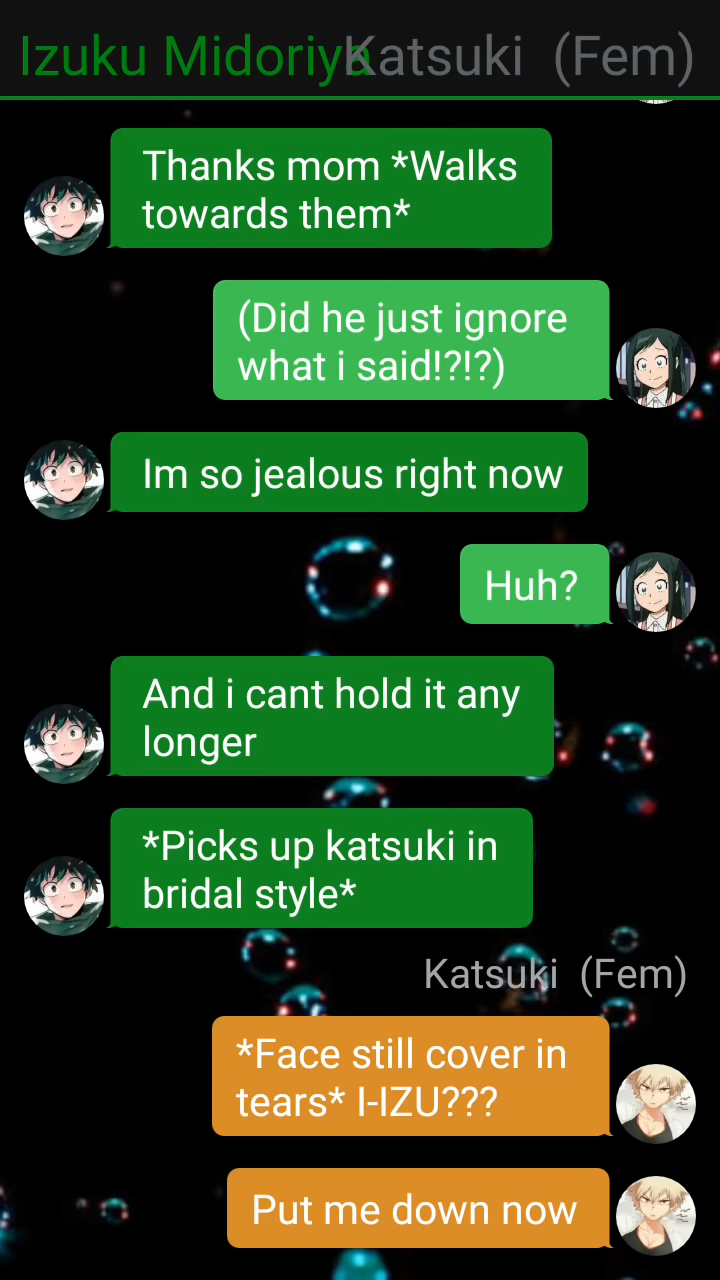 Izuku Midoriya Katsuki (Fem)
Thanks mom *Walks
towards them*
(Did he just ignore
what i said!?!?)
Im so jealous right now
Huh?
And i cant hold it any
longer
*Picks up katsuki in
bridal style*
Katsuki (Fem)
*Face still cover in
tears* I-IZU???
Put me down now